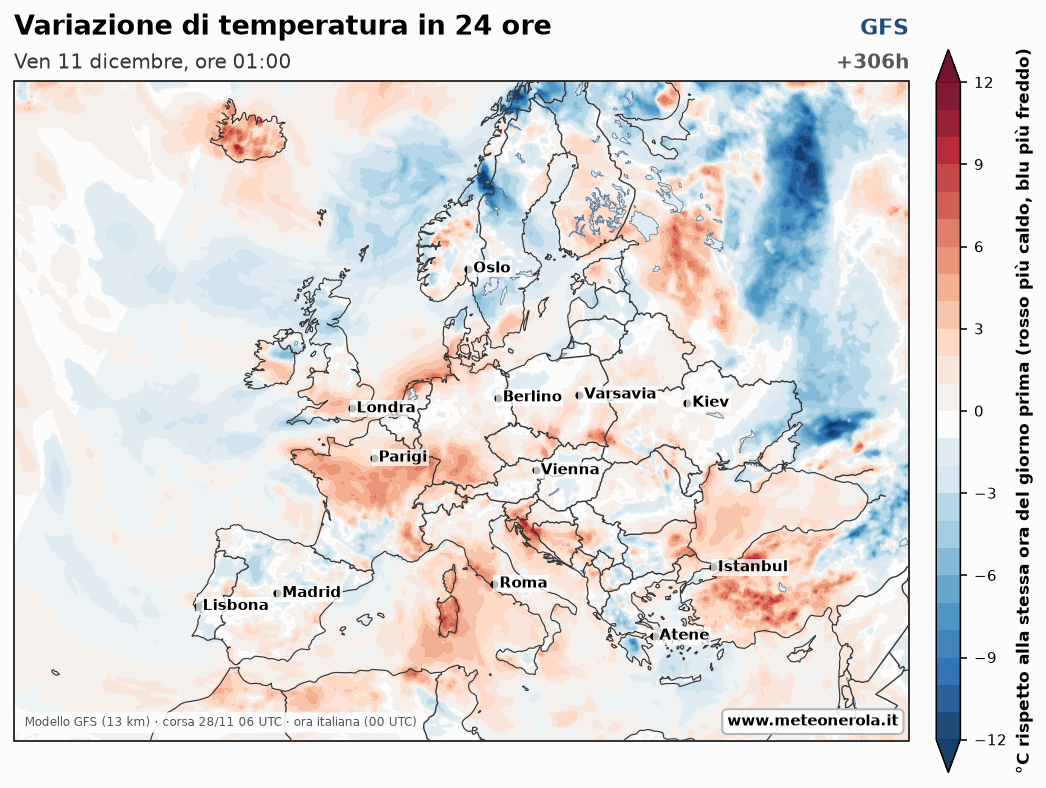 Variazione di temperatura in 24 ore
GFS
Ven 11 dicembre, ore 01:00
+306h
Oslo
Londra
Berlino
Varsavia
Kiev
Parigi
Vienna
Istanbul
Roma
Madrid
Lisbona
Atene
Modello GFS (13 km) · corsa 28/11 06 UTC · ora italiana (00 UTC)
www.meteonerola.it
12
9
6
3
0
−3
−6
−9
−12
°C rispetto alla stessa ora del giorno prima (rosso più caldo, blu più freddo)